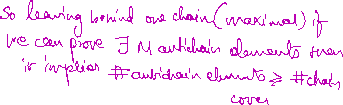 So leaving behind one chain (maximal) if
we can prove ∃ M antichain elements then
it implies # antichain elements ≥ # chain
cover